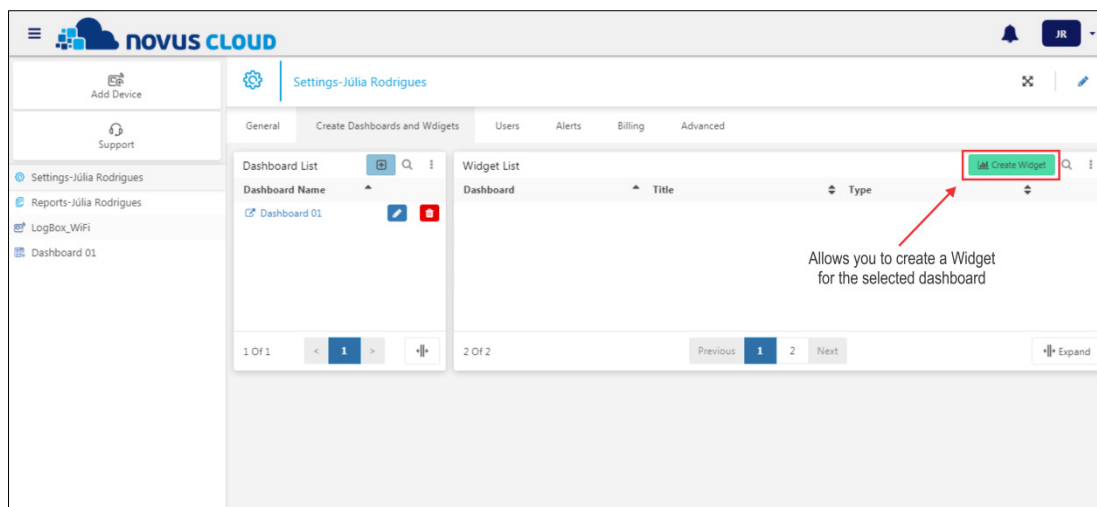 NOVUS CLOUD
JR
Add Device
Support
Settings-Júlia Rodrigues
Reports-Júlia Rodrigues
LogBox_WiFi
Dashboard 01
Settings-Júlia Rodrigues
General Create Dashboards and Wdigets Users Alerts Billing Advanced
Dashboard List
Dashboard Name
Dashboard 01
1 Of 1 < 1 >
Widget List Create Widget
Dashboard Title Type
Allows you to create a Widget
for the selected dashboard
2 Of 2 Previous 1 2 Next Expand